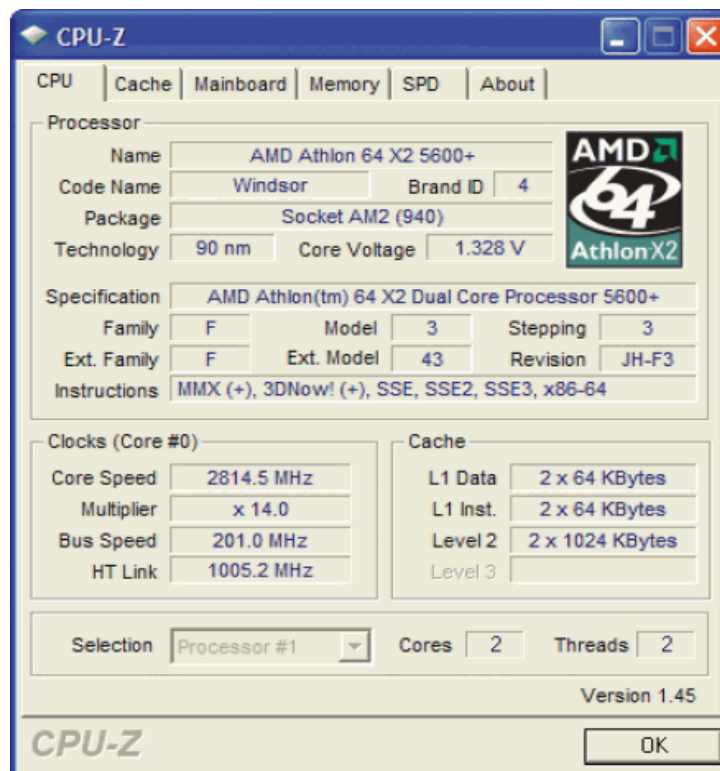 CPU-Z
CPU Cache Mainboard Memory SPD About
Processor
Name AMD Athlon 64 X2 5600+
Code Name Windsor Brand ID 4
Package Socket AM2 (940)
Technology 90 nm Core Voltage 1.328 V
AMD
64
Athlon X2
Specification AMD Athlon(tm) 64 X2 Dual Core Processor 5600+
Family F Model 3 Stepping 3
Ext. Family F Ext. Model 43 Revision JH-F3
Instructions MMX (+), 3DNow! (+), SSE, SSE2, SSE3, x86-64
Clocks (Core #0)
Core Speed 2814.5 MHz
Multiplier x 14.0
Bus Speed 201.0 MHz
HT Link 1005.2 MHz
Cache
L1 Data 2 x 64 KBytes
L1 Inst. 2 x 64 KBytes
Level 2 2 x 1024 KBytes
Level 3
Selection Processor #1 Cores 2 Threads 2
Version 1.45
CPU-Z OK